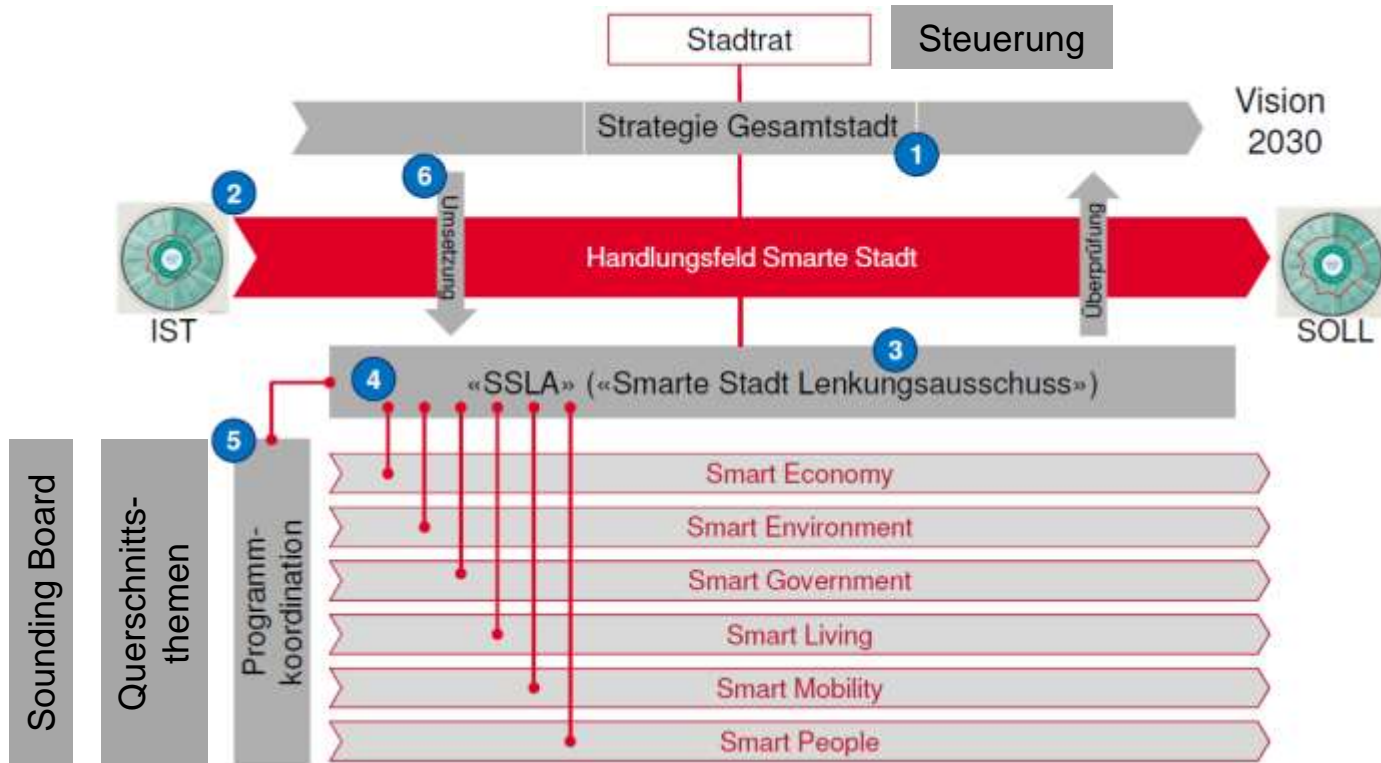 Stadtrat
Steuerung
Strategie Gesamtstadt
Vision
2030
1
6
2
Umsetzung
Überprüfung
Handlungsfeld Smarte Stadt
IST
SOLL
3
4
«SSLA» («Smarte Stadt Lenkungsausschuss»)
5
Sounding Board
Querschnitts-
themen
Programm-
koordination
Smart Economy
Smart Environment
Smart Government
Smart Living
Smart Mobility
Smart People